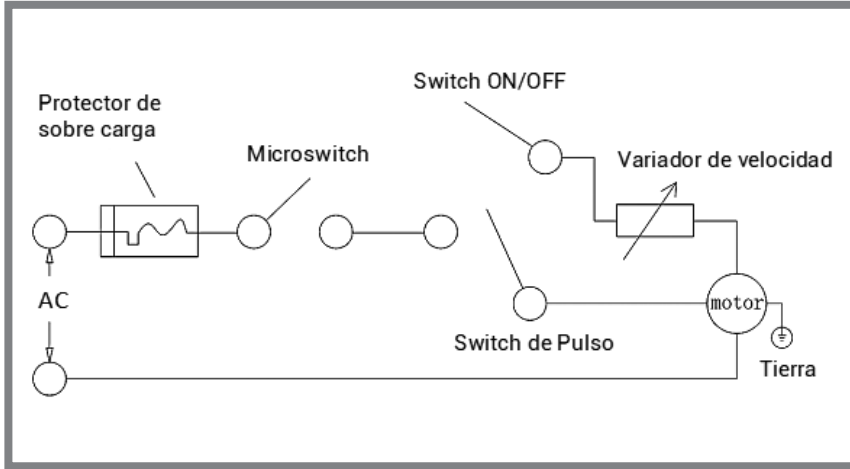 Switch ON/OFF
Protector de
sobre carga
Microswitch
Variador de velocidad
AC
motor
Switch de Pulso
Tierra